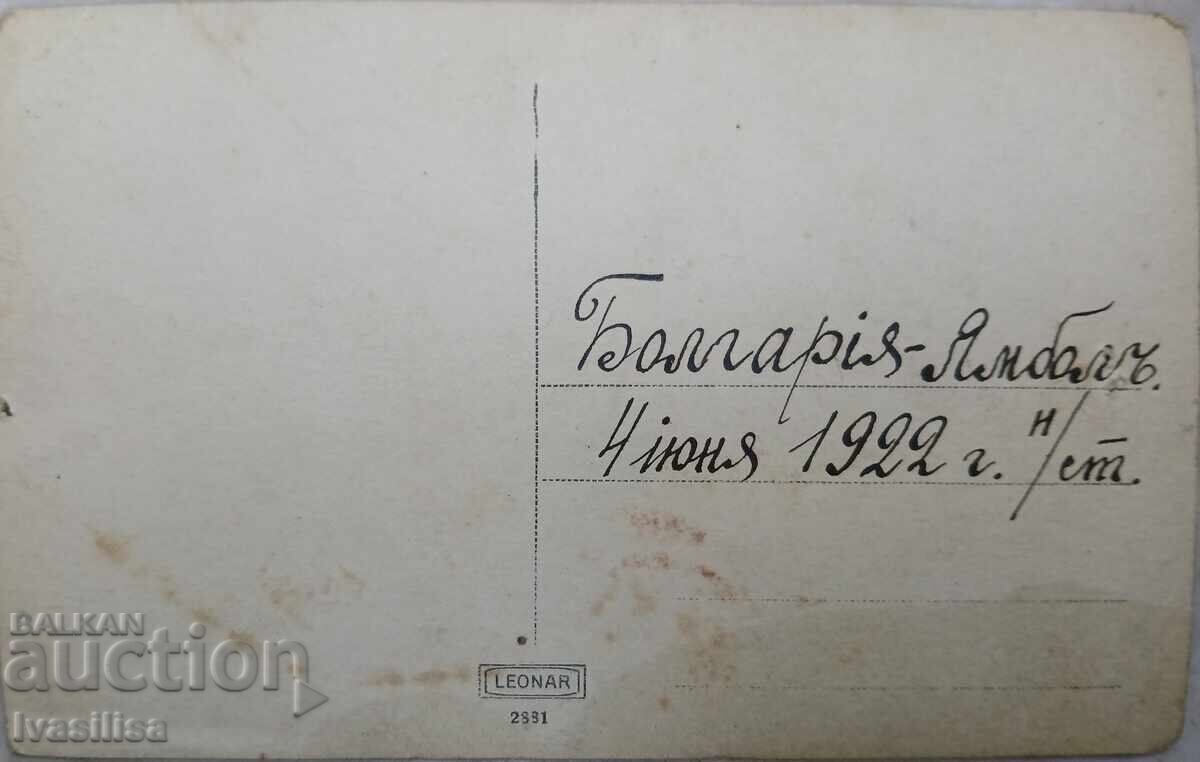 Болгарія-Ямболъ.
4 іюня 1922 г. н/ст.
LEONAR
2881
BALKAN
auction
Ivasilisa